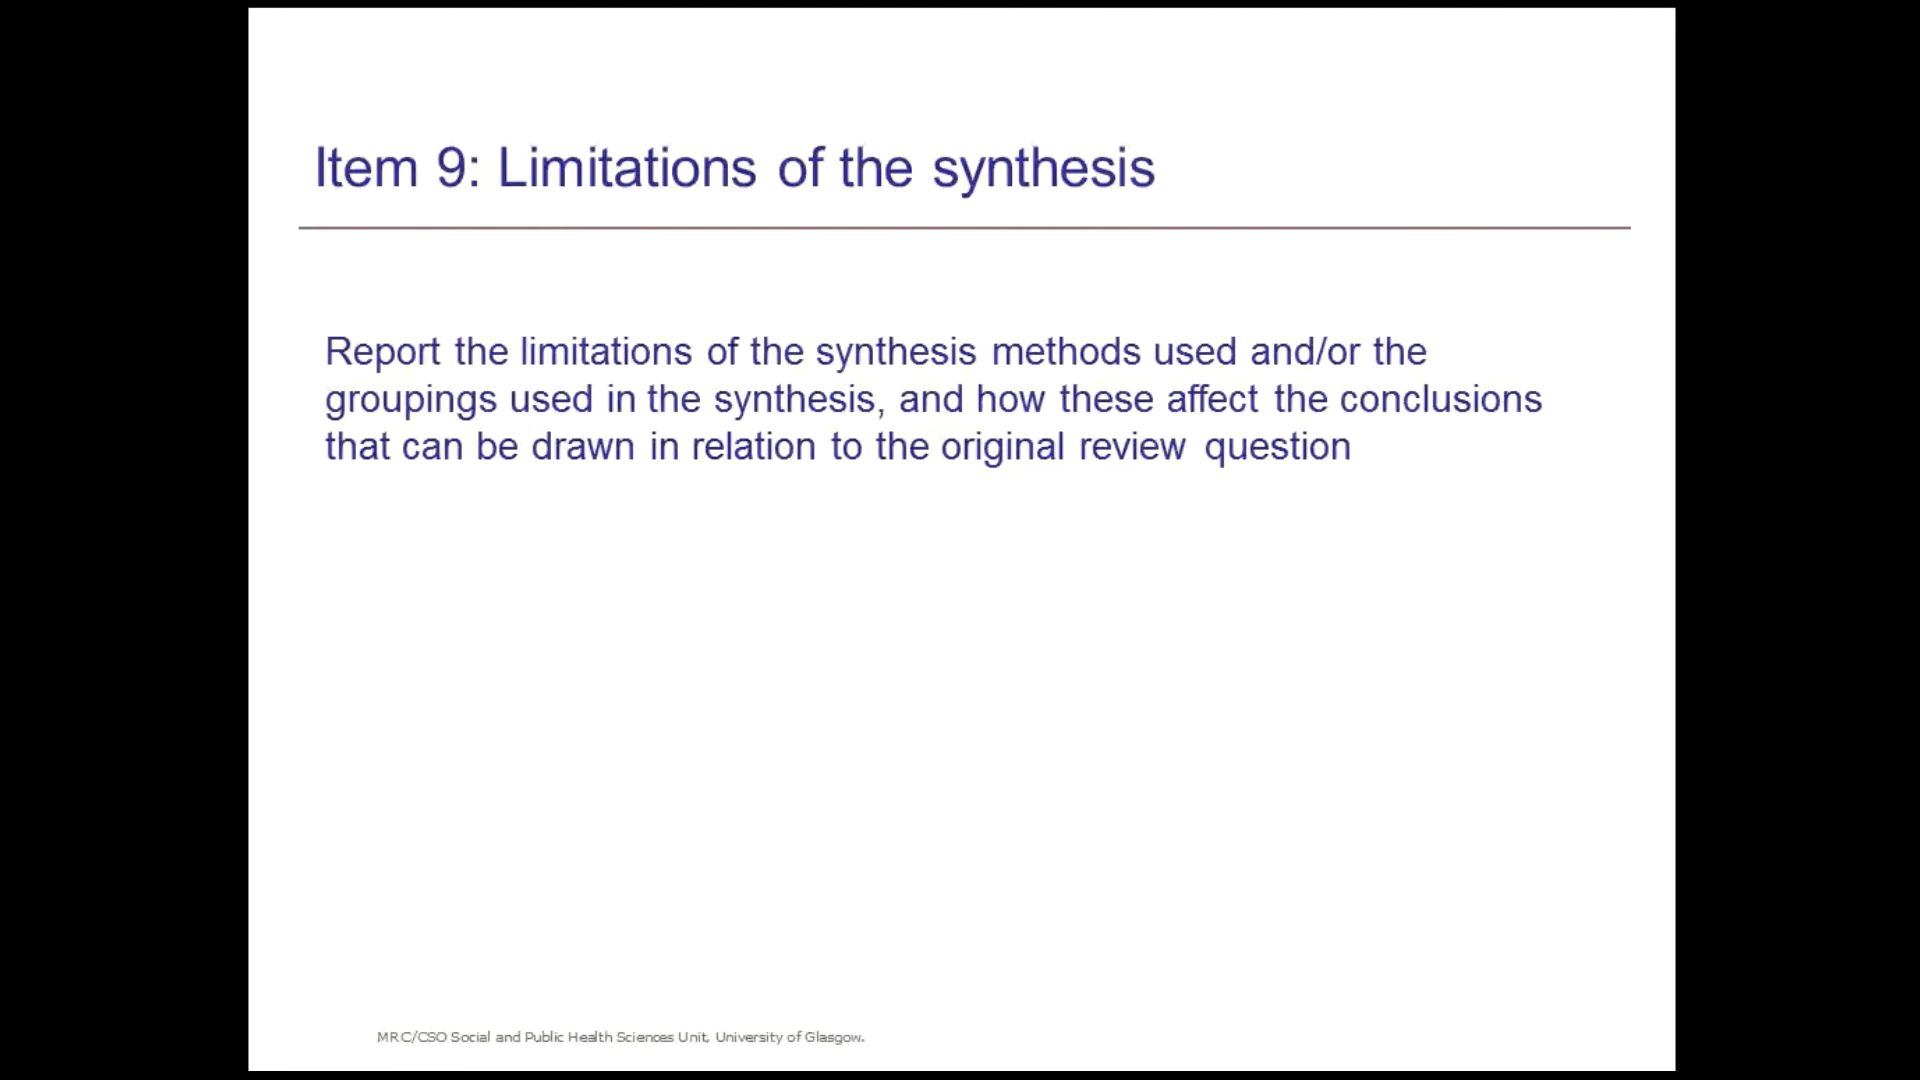 Item 9: Limitations of the synthesis
Report the limitations of the synthesis methods used and/or the
groupings used in the synthesis, and how these affect the conclusions
that can be drawn in relation to the original review question
MRC/CSO Social and Public Health Sciences Unit, University of Glasgow.